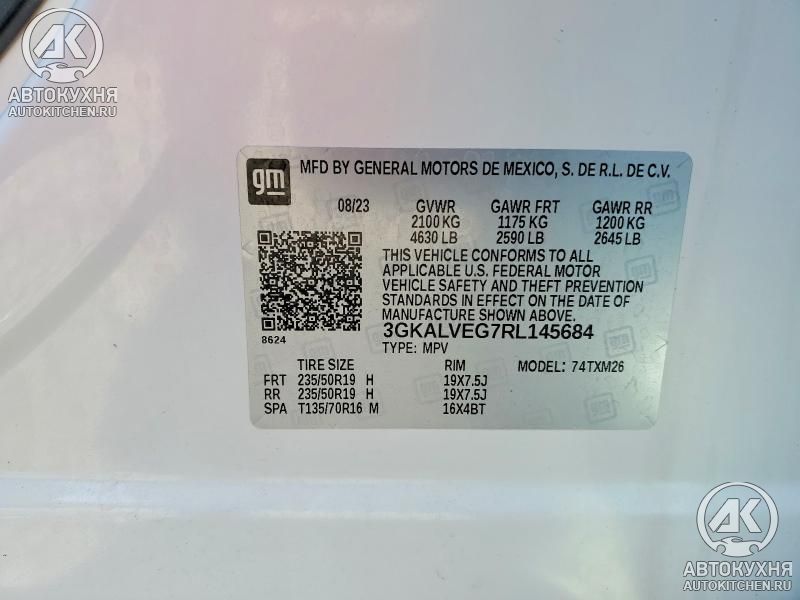 АК
АВТОКУХНЯ
AUTOKITCHEN.RU
gm
MFD BY GENERAL MOTORS DE MEXICO, S. DE R.L. DE C.V.
08/23 GVWR GAWR FRT GAWR RR
2100 KG 1175 KG 1200 KG
4630 LB 2590 LB 2645 LB
THIS VEHICLE CONFORMS TO ALL
APPLICABLE U.S. FEDERAL MOTOR
VEHICLE SAFETY AND THEFT PREVENTION
STANDARDS IN EFFECT ON THE DATE OF
MANUFACTURE SHOWN ABOVE.
3GKALVEG7RL145684
8624
TYPE: MPV
TIRE SIZE RIM MODEL: 74TXM26
FRT 235/50R19 H 19X7.5J
RR 235/50R19 H 19X7.5J
SPA T135/70R16 M 16X4BT
АК
АВТОКУХНЯ
AUTOKITCHEN.RU